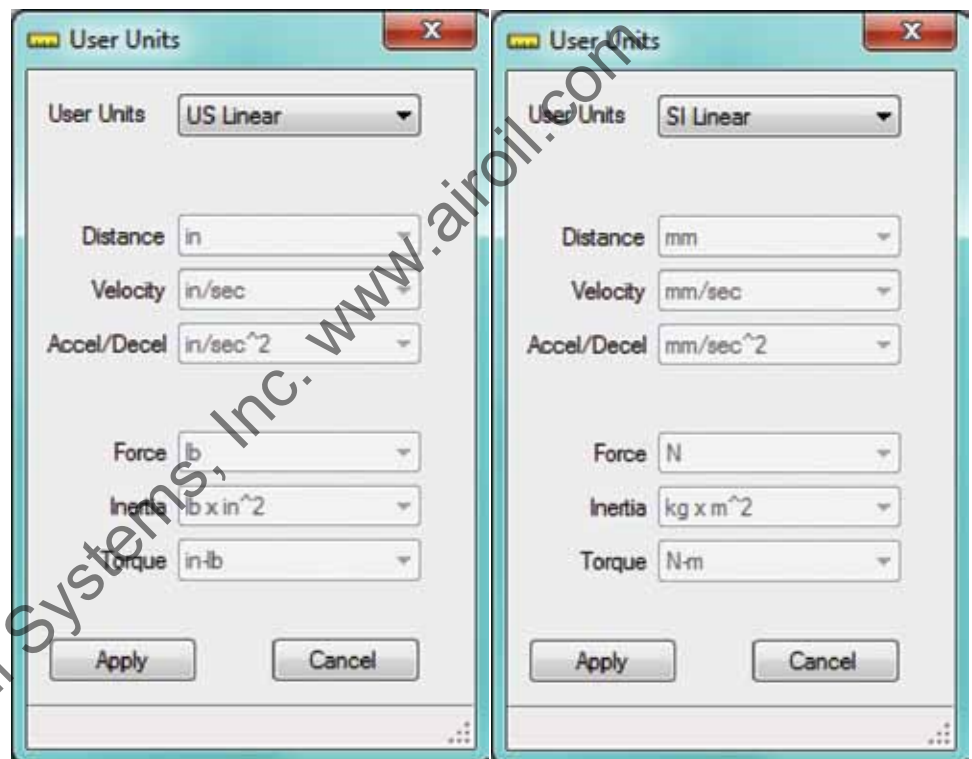 User Units
User Units US Linear
Distance in
Velocity in/sec
Accel/Decel in/sec^2
Force lb
Inertia lb x in^2
Torque in-lb
Apply Cancel
User Units
User Units SI Linear
Distance mm
Velocity mm/sec
Accel/Decel mm/sec^2
Force N
Inertia kg x m^2
Torque N-m
Apply Cancel
Systems, Inc. www.airoil.com